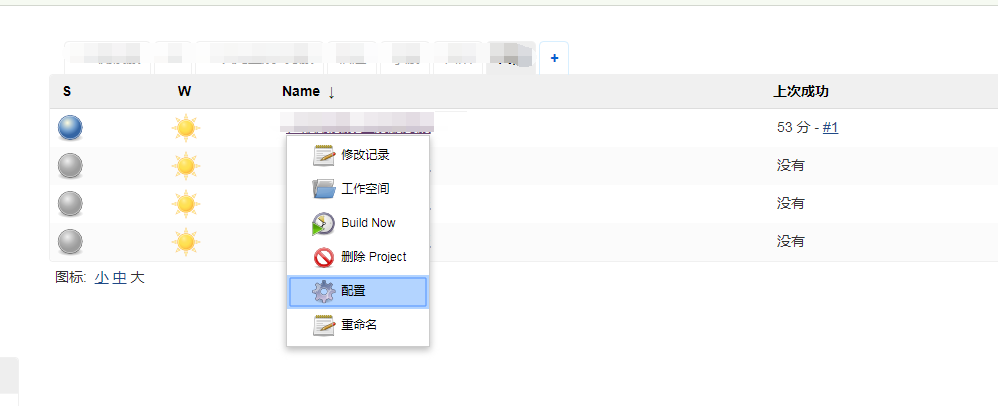 +
S W Name ↓ 上次成功
53 分 - #1
修改记录
没有
工作空间
Build Now
没有
删除 Project
没有
配置
图标: 小 中 大
重命名